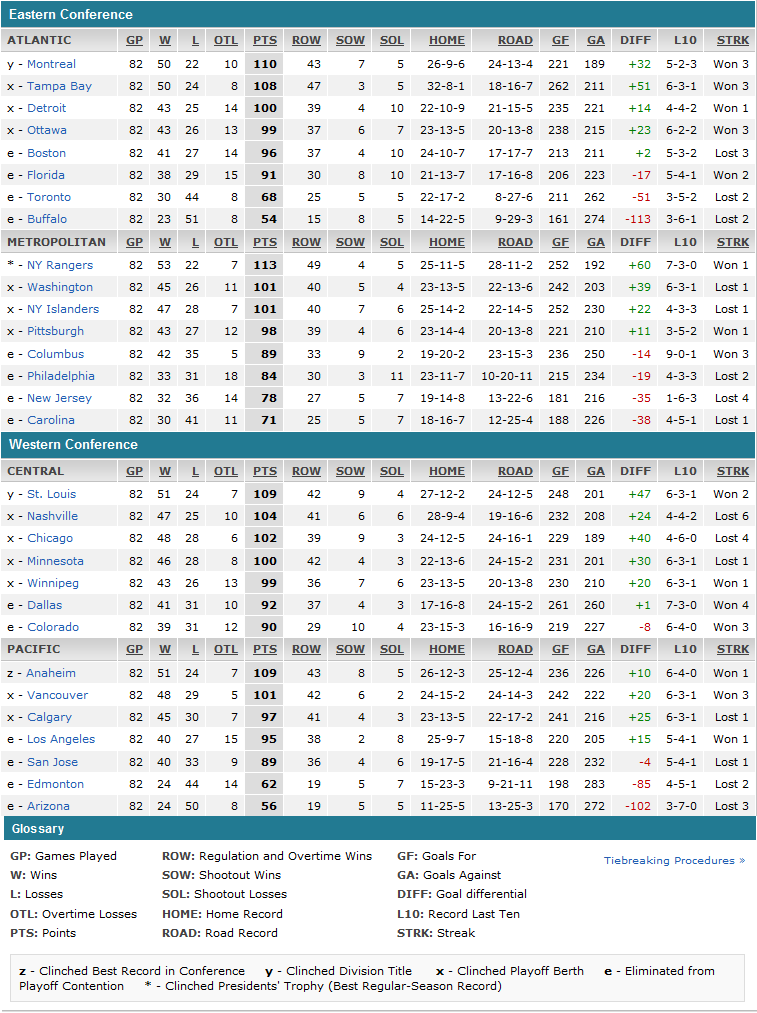 Eastern Conference
ATLANTIC GP W L OTL PTS ROW SOW SOL HOME ROAD GF GA DIFF L10 STRK
y - Montreal 82 50 22 10 110 43 7 5 26-9-6 24-13-4 221 189 +32 5-2-3 Won 3
x - Tampa Bay 82 50 24 8 108 47 3 5 32-8-1 18-16-7 262 211 +51 6-3-1 Won 3
x - Detroit 82 43 25 14 100 39 4 10 22-10-9 21-15-5 235 221 +14 4-4-2 Won 1
x - Ottawa 82 43 26 13 99 37 6 7 23-13-5 20-13-8 238 215 +23 6-2-2 Won 3
e - Boston 82 41 27 14 96 37 4 10 24-10-7 17-17-7 213 211 +2 5-3-2 Lost 3
e - Florida 82 38 29 15 91 30 8 10 21-13-7 17-16-8 206 223 -17 5-4-1 Won 2
e - Toronto 82 30 44 8 68 25 5 5 22-17-2 8-27-6 211 262 -51 3-5-2 Lost 2
e - Buffalo 82 23 51 8 54 15 8 5 14-22-5 9-29-3 161 274 -113 3-6-1 Lost 2
METROPOLITAN GP W L OTL PTS ROW SOW SOL HOME ROAD GF GA DIFF L10 STRK
* - NY Rangers 82 53 22 7 113 49 4 5 25-11-5 28-11-2 252 192 +60 7-3-0 Won 1
x - Washington 82 45 26 11 101 40 5 4 23-13-5 22-13-6 242 203 +39 6-3-1 Lost 1
x - NY Islanders 82 47 28 7 101 40 7 6 25-14-2 22-14-5 252 230 +22 4-3-3 Lost 1
x - Pittsburgh 82 43 27 12 98 39 4 6 23-14-4 20-13-8 221 210 +11 3-5-2 Won 1
e - Columbus 82 42 35 5 89 33 9 2 19-20-2 23-15-3 236 250 -14 9-0-1 Won 3
e - Philadelphia 82 33 31 18 84 30 3 11 23-11-7 10-20-11 215 234 -19 4-3-3 Lost 2
e - New Jersey 82 32 36 14 78 27 5 7 19-14-8 13-22-6 181 216 -35 1-6-3 Lost 4
e - Carolina 82 30 41 11 71 25 5 7 18-16-7 12-25-4 188 226 -38 4-5-1 Lost 1
Western Conference
CENTRAL GP W L OTL PTS ROW SOW SOL HOME ROAD GF GA DIFF L10 STRK
y - St. Louis 82 51 24 7 109 42 9 4 27-12-2 24-12-5 248 201 +47 6-3-1 Won 2
x - Nashville 82 47 25 10 104 41 6 6 28-9-4 19-16-6 232 208 +24 4-4-2 Lost 6
x - Chicago 82 48 28 6 102 39 9 3 24-12-5 24-16-1 229 189 +40 4-6-0 Lost 4
x - Minnesota 82 46 28 8 100 42 4 3 22-13-6 24-15-2 231 201 +30 6-3-1 Lost 1
x - Winnipeg 82 43 26 13 99 36 7 6 23-13-5 20-13-8 230 210 +20 6-3-1 Won 1
e - Dallas 82 41 31 10 92 37 4 3 17-16-8 24-15-2 261 260 +1 7-3-0 Won 4
e - Colorado 82 39 31 12 90 29 10 4 23-15-3 16-16-9 219 227 -8 6-4-0 Won 3
PACIFIC GP W L OTL PTS ROW SOW SOL HOME ROAD GF GA DIFF L10 STRK
z - Anaheim 82 51 24 7 109 43 8 5 26-12-3 25-12-4 236 226 +10 6-4-0 Won 1
x - Vancouver 82 48 29 5 101 42 6 2 24-15-2 24-14-3 242 222 +20 6-3-1 Won 3
x - Calgary 82 45 30 7 97 41 4 3 23-13-5 22-17-2 241 216 +25 6-3-1 Lost 1
e - Los Angeles 82 40 27 15 95 38 2 8 25-9-7 15-18-8 220 205 +15 5-4-1 Won 1
e - San Jose 82 40 33 9 89 36 4 6 19-17-5 21-16-4 228 232 -4 5-4-1 Lost 1
e - Edmonton 82 24 44 14 62 19 5 7 15-23-3 9-21-11 198 283 -85 4-5-1 Lost 2
e - Arizona 82 24 50 8 56 19 5 5 11-25-5 13-25-3 170 272 -102 3-7-0 Lost 3
Glossary
GP: Games Played ROW: Regulation and Overtime Wins GF: Goals For Tiebreaking Procedures »
W: Wins SOW: Shootout Wins GA: Goals Against
L: Losses SOL: Shootout Losses DIFF: Goal differential
OTL: Overtime Losses HOME: Home Record L10: Record Last Ten
PTS: Points ROAD: Road Record STRK: Streak
z - Clinched Best Record in Conference y - Clinched Division Title x - Clinched Playoff Berth e - Eliminated from
Playoff Contention * - Clinched Presidents' Trophy (Best Regular-Season Record)